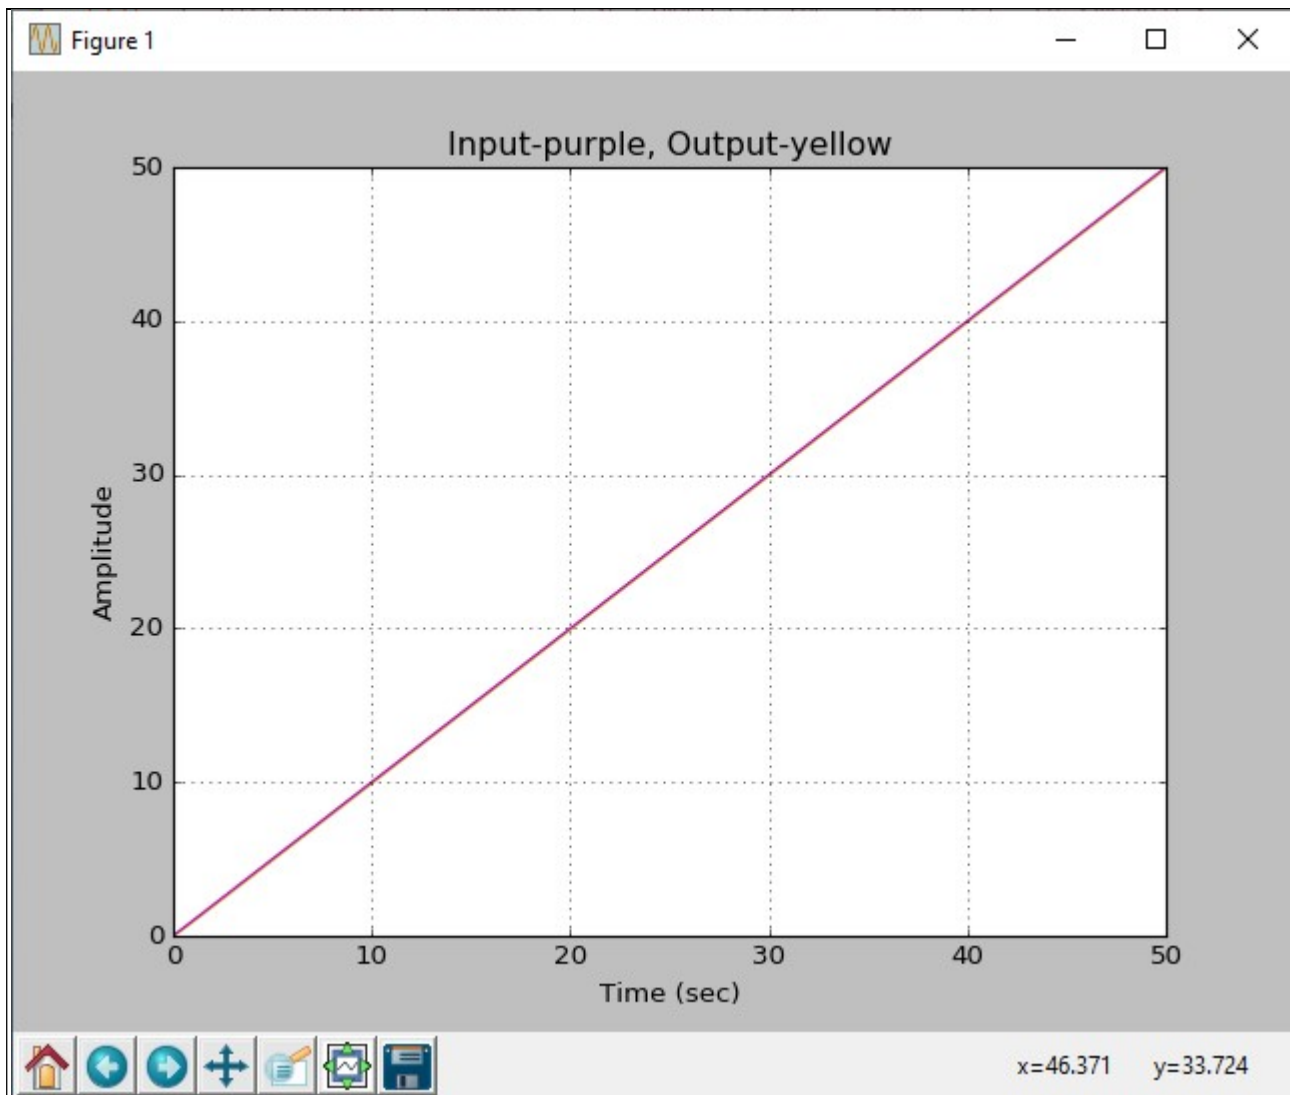 Figure 1
Input-purple, Output-yellow
50
40
30
20
10
0
Amplitude
0 10 20 30 40 50
Time (sec)
x=46.371 y=33.724